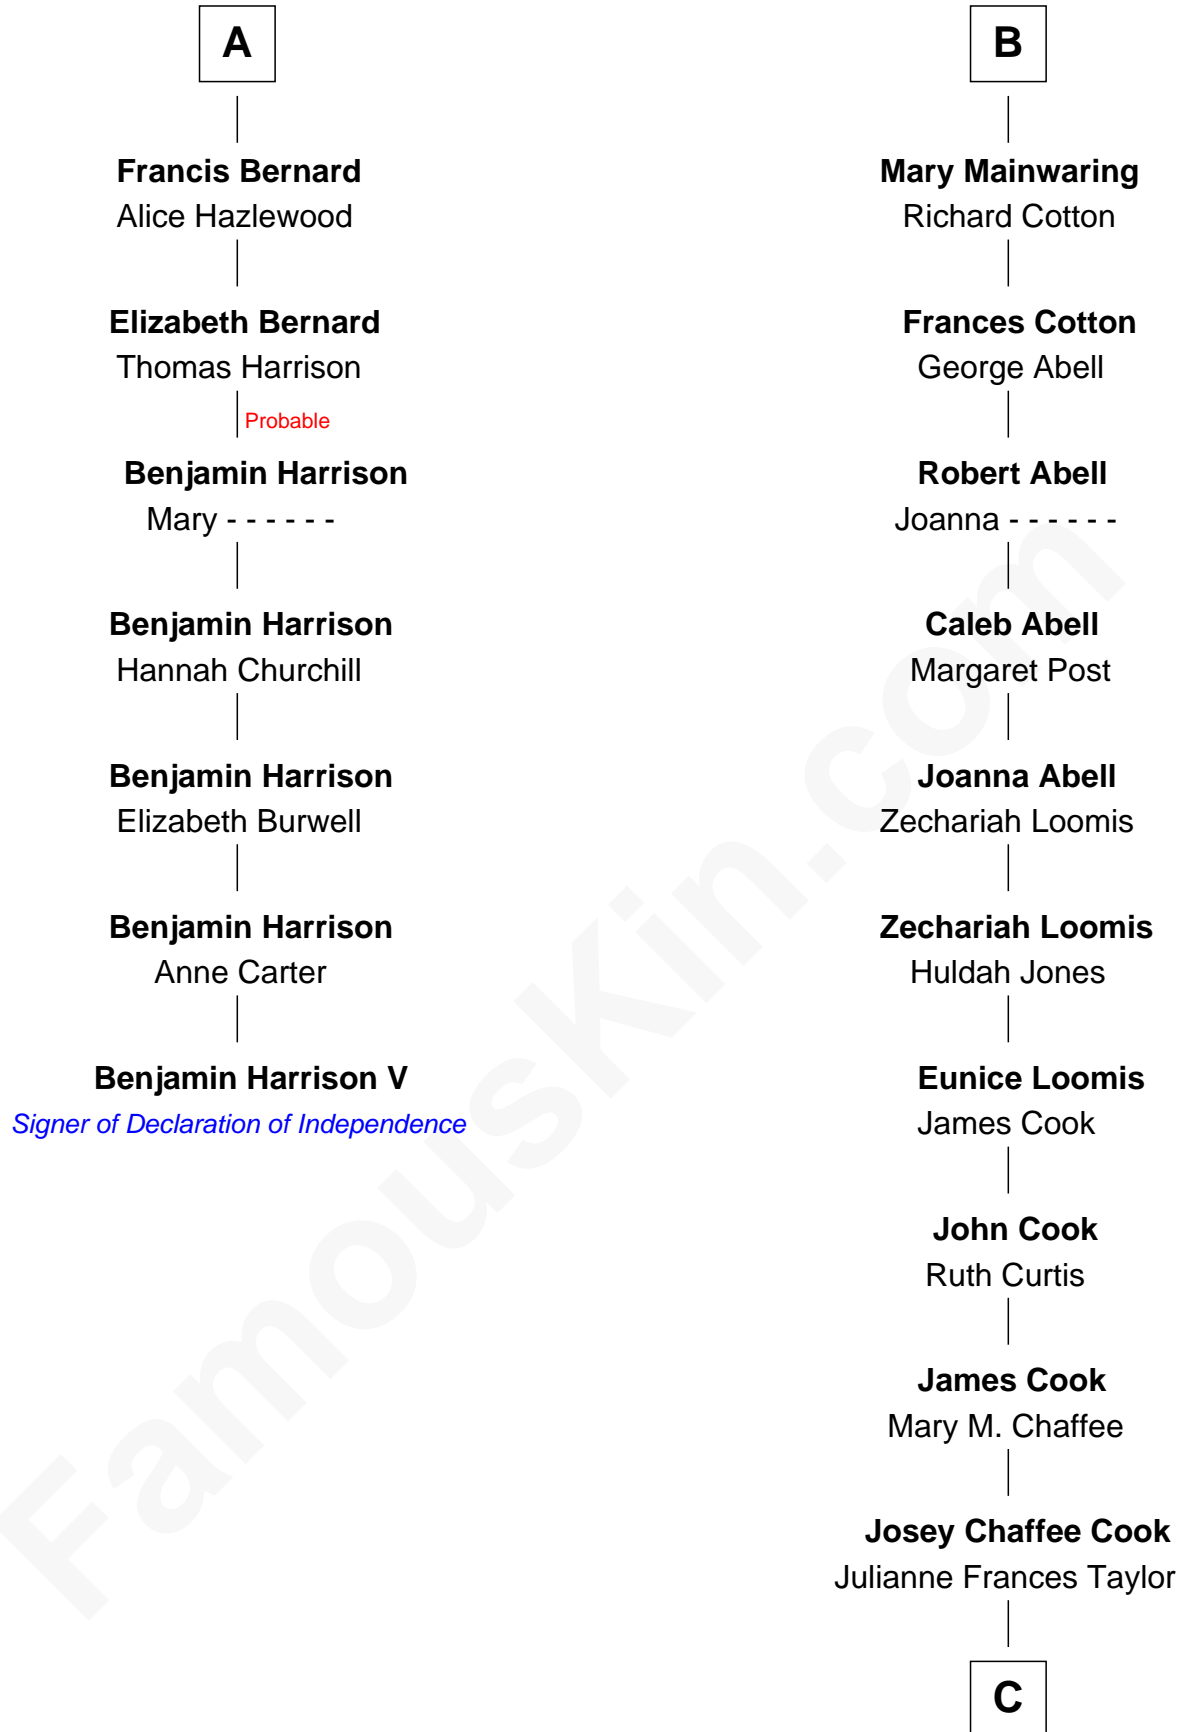 A
Francis Bernard
Alice Hazlewood
Elizabeth Bernard
Thomas Harrison
Probable
Benjamin Harrison
Mary - - - - - -
Benjamin Harrison
Hannah Churchill
Benjamin Harrison
Elizabeth Burwell
Benjamin Harrison
Anne Carter
Benjamin Harrison V
Signer of Declaration of Independence
B
Mary Mainwaring
Richard Cotton
Frances Cotton
George Abell
Robert Abell
Joanna - - - - - -
Caleb Abell
Margaret Post
Joanna Abell
Zechariah Loomis
Zechariah Loomis
Huldah Jones
Eunice Loomis
James Cook
John Cook
Ruth Curtis
James Cook
Mary M. Chaffee
Josey Chaffee Cook
Julianne Frances Taylor
C
FamousKin.com